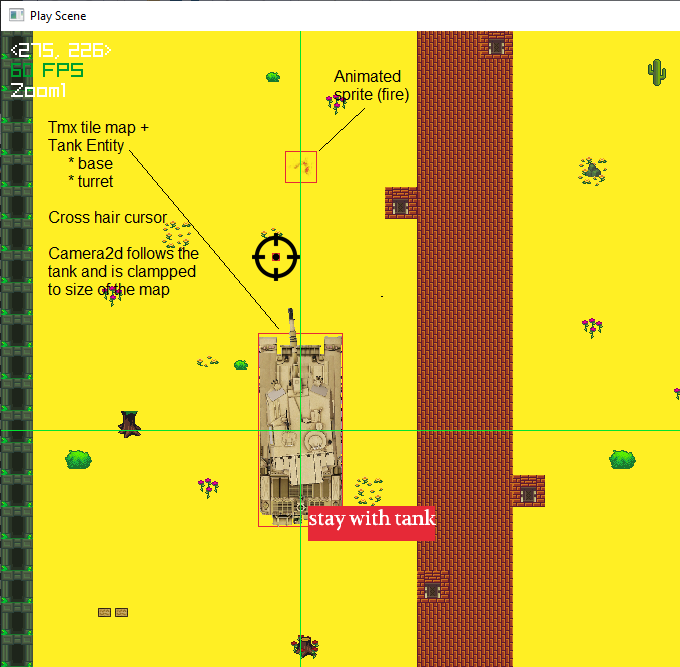 Play Scene
<275, 226>
60 FPS
Zoom1
Animated
sprite (fire)
Tmx tile map +
Tank Entity
* base
* turret
Cross hair cursor
Camera2d follows the
tank and is clampped
to size of the map
stay with tank